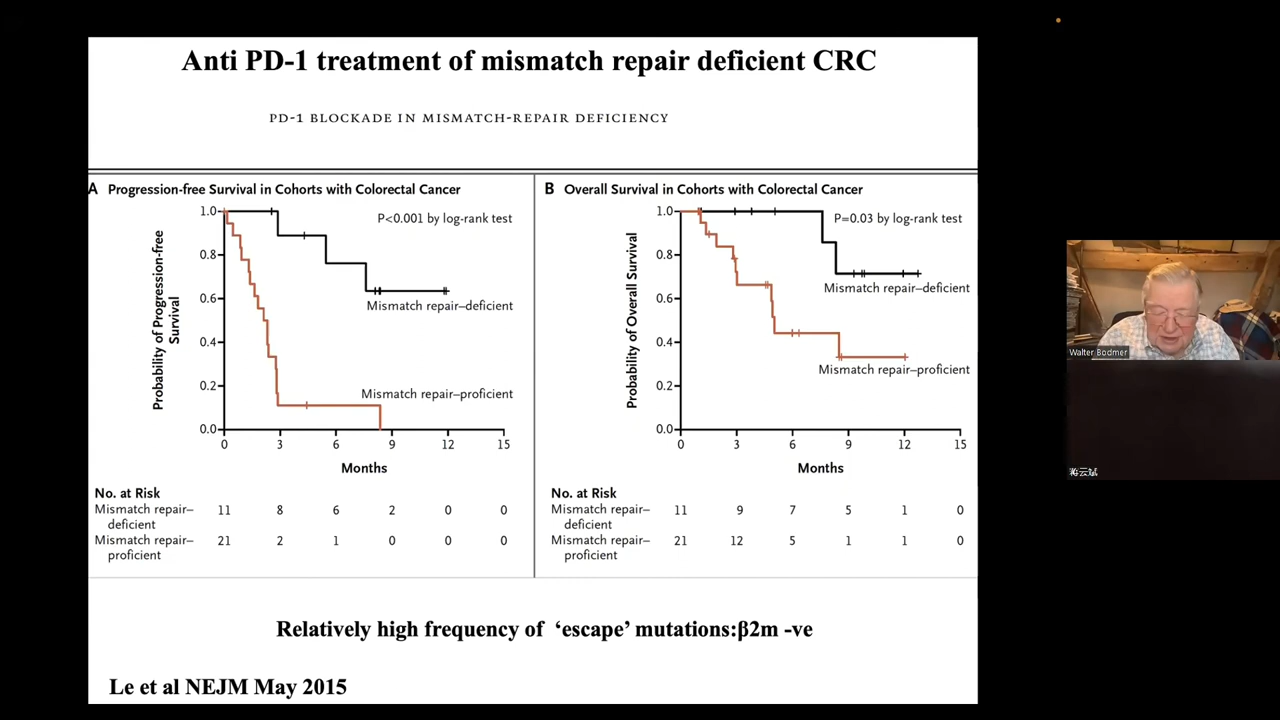 Anti PD-1 treatment of mismatch repair deficient CRC
PD-1 BLOCKADE IN MISMATCH-REPAIR DEFICIENCY
A Progression-free Survival in Cohorts with Colorectal Cancer
P<0.001 by log-rank test
Probability of Progression-free
Survival
1.0
0.8
0.6
0.4
0.2
0.0
Mismatch repair–deficient
Mismatch repair–proficient
0 3 6 9 12 15
Months
No. at Risk
Mismatch repair–
deficient
11 8 6 2 0 0
Mismatch repair–
proficient
21 2 1 0 0 0
B Overall Survival in Cohorts with Colorectal Cancer
P=0.03 by log-rank test
Probability of Overall Survival
1.0
0.8
0.6
0.4
0.2
0.0
Mismatch repair–deficient
Mismatch repair–proficient
0 3 6 9 12 15
Months
No. at Risk
Mismatch repair–
deficient
11 9 7 5 1 0
Mismatch repair–
proficient
21 12 5 1 1 0
Relatively high frequency of ‘escape’ mutations:β2m -ve
Le et al NEJM May 2015
Walter Bodmer
蒋云斌